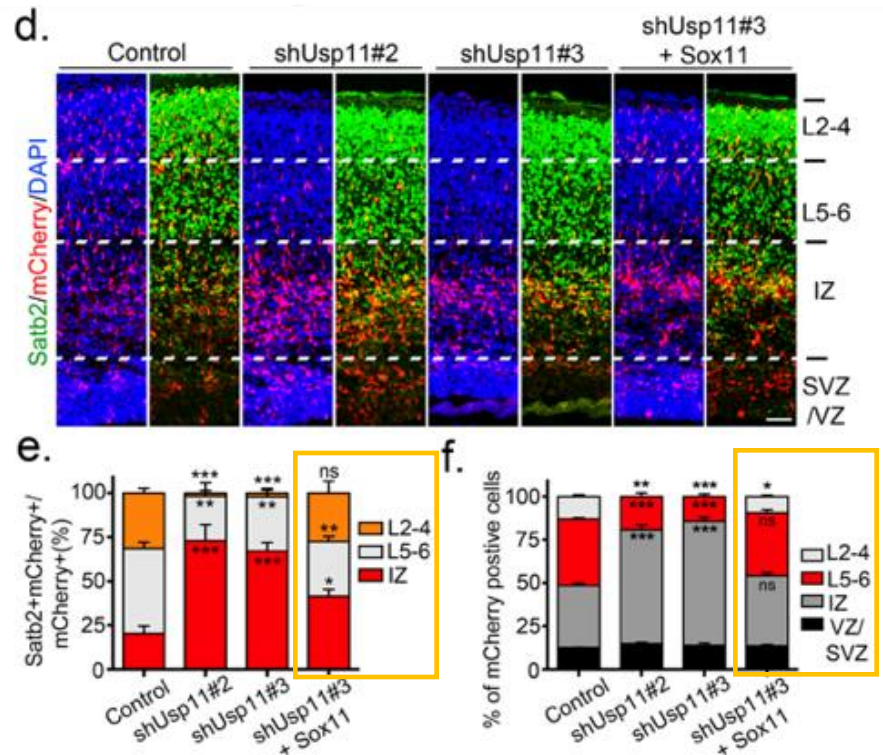 d.
Control
shUsp11#2
shUsp11#3
shUsp11#3
+ Sox11
Satb2/mCherry/DAPI
L2-4
L5-6
IZ
SVZ
/VZ
e.
Satb2+mCherry+/
mCherry+(%)
100
75
50
25
0
***
**
***
***
**
***
ns
**
*
L2-4
L5-6
IZ
Control
shUsp11#2
shUsp11#3
shUsp11#3
+ Sox11
f.
% of mCherry postive cells
100
75
50
25
0
**
***
***
***
***
***
*
ns
ns
L2-4
L5-6
IZ
VZ/
SVZ
Control
shUsp11#2
shUsp11#3
shUsp11#3
+ Sox11